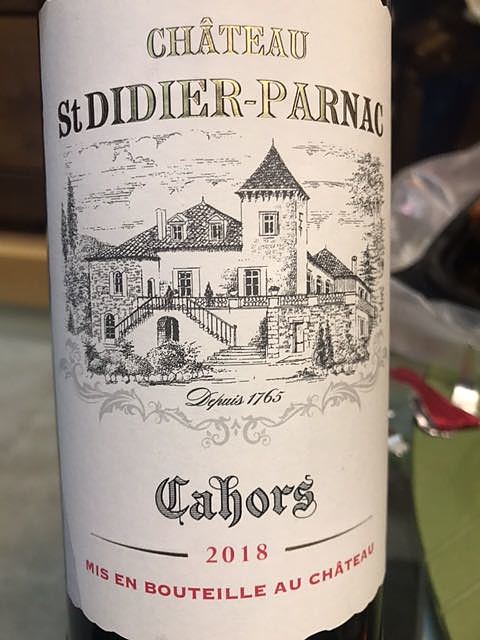 CHÂTEAU
St DIDIER-PARNAC
Depuis 1765
Cahors
2018
MIS EN BOUTEILLE AU CHÂTEAU